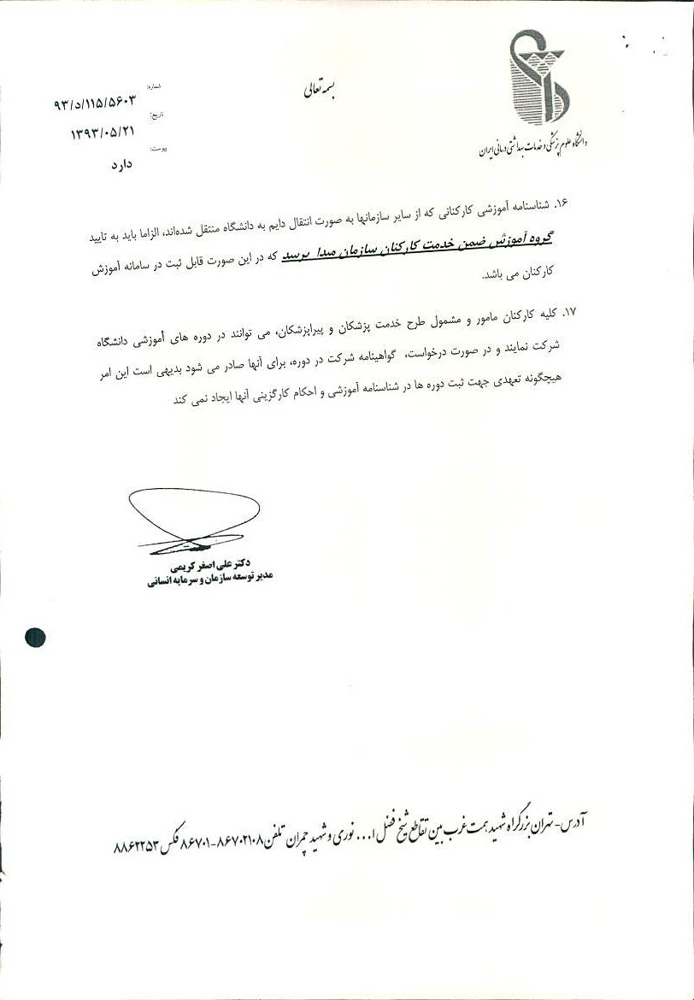 بسمه تعالی
شماره:
۹۳/د/۱۱۵/۵۶۰۳
تاریخ:
۱۳۹۳/۰۵/۲۱
پیوست:
دارد
دانشگاه علوم پزشکی و خدمات بهداشتی درمانی ایران
۱۶. شناسنامه آموزشی کارکنانی که از سایر سازمانها به صورت انتقال دایم به دانشگاه منتقل شده‌اند، الزاما باید به تایید
گروه آموزش ضمن خدمت کارکنان سازمان مبدا برسد که در این صورت قابل ثبت در سامانه آموزش
کارکنان می باشد.
۱۷. کلیه کارکنان مامور و مشمول طرح خدمت پزشکان و پیراپزشکان، می توانند در دوره های آموزشی دانشگاه
شرکت نمایند و در صورت درخواست، گواهینامه شرکت در دوره، برای آنها صادر می شود بدیهی است این امر
هیچگونه تعهدی جهت ثبت دوره ها در شناسنامه آموزشی و احکام کارگزینی آنها ایجاد نمی کند
دکتر علی اصغر کریمی
مدیر توسعه سازمان و سرمایه انسانی
آدرس - تهران بزرگراه شهید همت غرب بین تقاطع شیخ فضل ا... نوری و شهید چمران تلفن ۸۶۷۰۲۱۰۸-۸۶۷۰۱ فکس ۸۸۶۲۲۵۳